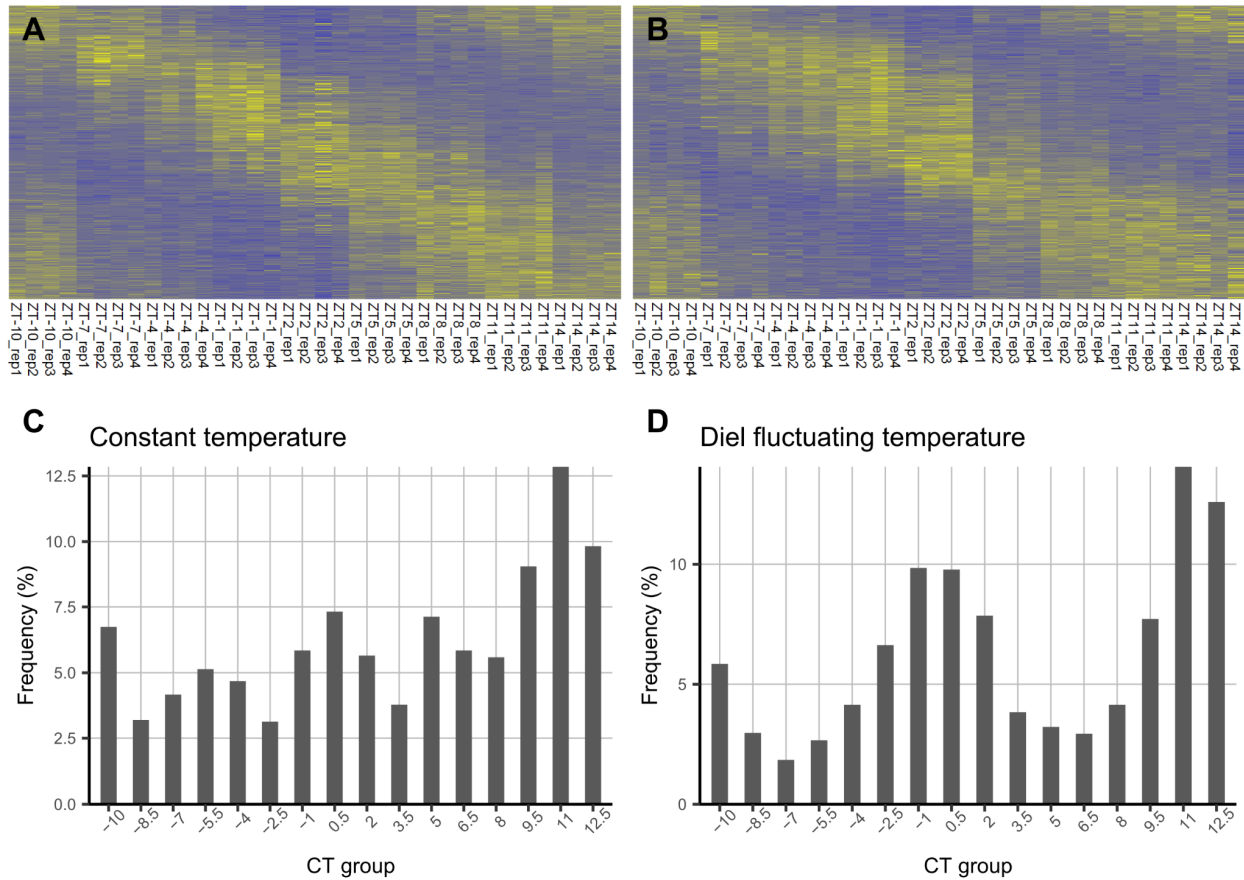 A
B
ZT-10_rep1
ZT-10_rep2
ZT-10_rep3
ZT-10_rep4
ZT-7_rep1
ZT-7_rep2
ZT-7_rep3
ZT-7_rep4
ZT-4_rep1
ZT-4_rep2
ZT-4_rep3
ZT-4_rep4
ZT-1_rep1
ZT-1_rep2
ZT-1_rep3
ZT-1_rep4
ZT2_rep1
ZT2_rep2
ZT2_rep3
ZT2_rep4
ZT5_rep1
ZT5_rep2
ZT5_rep3
ZT5_rep4
ZT8_rep1
ZT8_rep2
ZT8_rep3
ZT8_rep4
ZT11_rep1
ZT11_rep2
ZT11_rep3
ZT11_rep4
ZT14_rep1
ZT14_rep2
ZT14_rep3
ZT14_rep4
ZT-10_rep1
ZT-10_rep2
ZT-10_rep3
ZT-10_rep4
ZT-7_rep1
ZT-7_rep2
ZT-7_rep3
ZT-7_rep4
ZT-4_rep1
ZT-4_rep2
ZT-4_rep3
ZT-4_rep4
ZT-1_rep1
ZT-1_rep2
ZT-1_rep3
ZT-1_rep4
ZT2_rep1
ZT2_rep2
ZT2_rep3
ZT2_rep4
ZT5_rep1
ZT5_rep2
ZT5_rep3
ZT5_rep4
ZT8_rep1
ZT8_rep2
ZT8_rep3
ZT8_rep4
ZT11_rep1
ZT11_rep2
ZT11_rep3
ZT11_rep4
ZT14_rep1
ZT14_rep2
ZT14_rep3
ZT14_rep4
C
Constant temperature
Frequency (%)
12.5
10.0
7.5
5.0
2.5
0.0
−10 −8.5 −7 −5.5 −4 −2.5 −1 0.5 2 3.5 5 6.5 8 9.5 11 12.5
CT group
D
Diel fluctuating temperature
Frequency (%)
10
5
0
−10 −8.5 −7 −5.5 −4 −2.5 −1 0.5 2 3.5 5 6.5 8 9.5 11 12.5
CT group